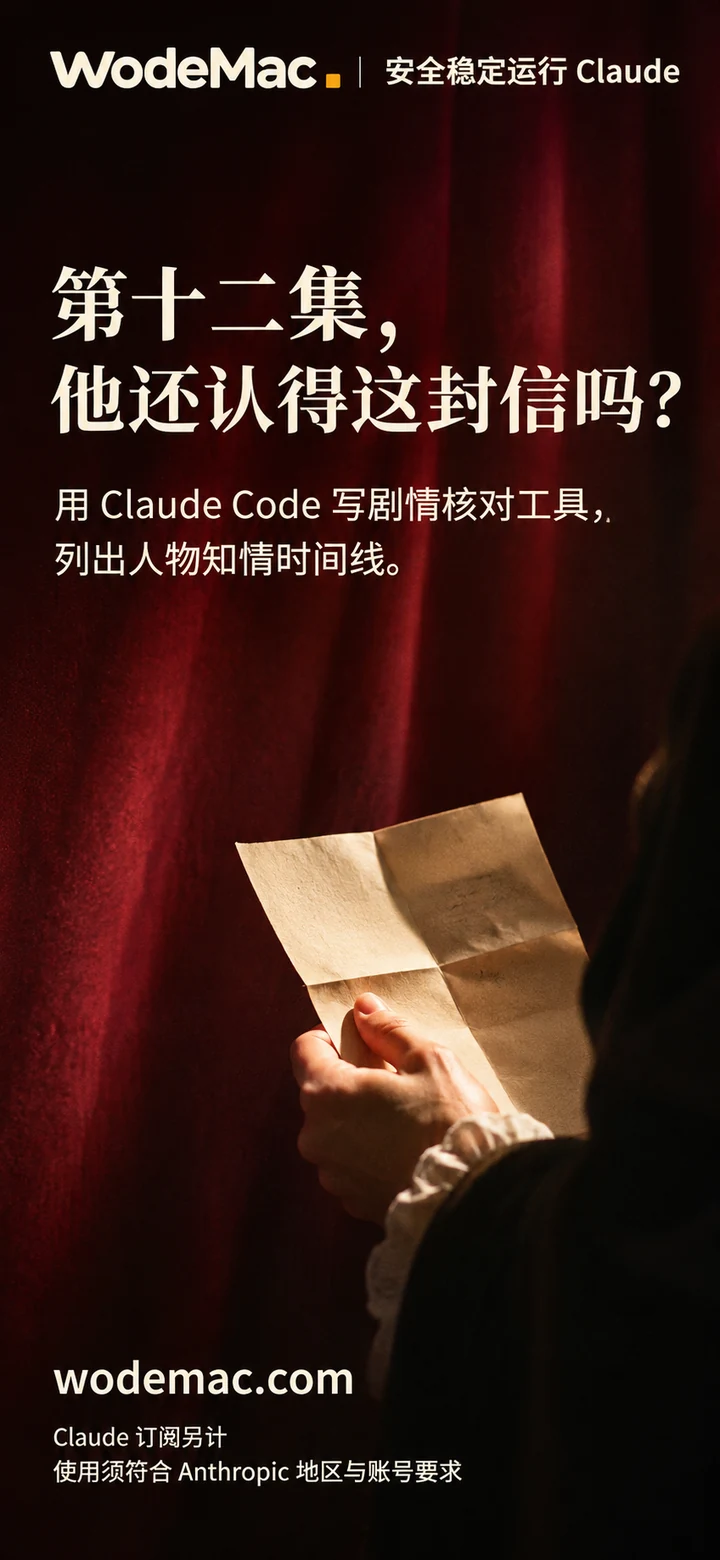 WodeMac. | 安全稳定运行 Claude
第十二集，
他还认得这封信吗？
用 Claude Code 写剧情核对工具，
列出人物知情时间线。
wodemac.com
Claude 订阅另计
使用须符合 Anthropic 地区与账号要求